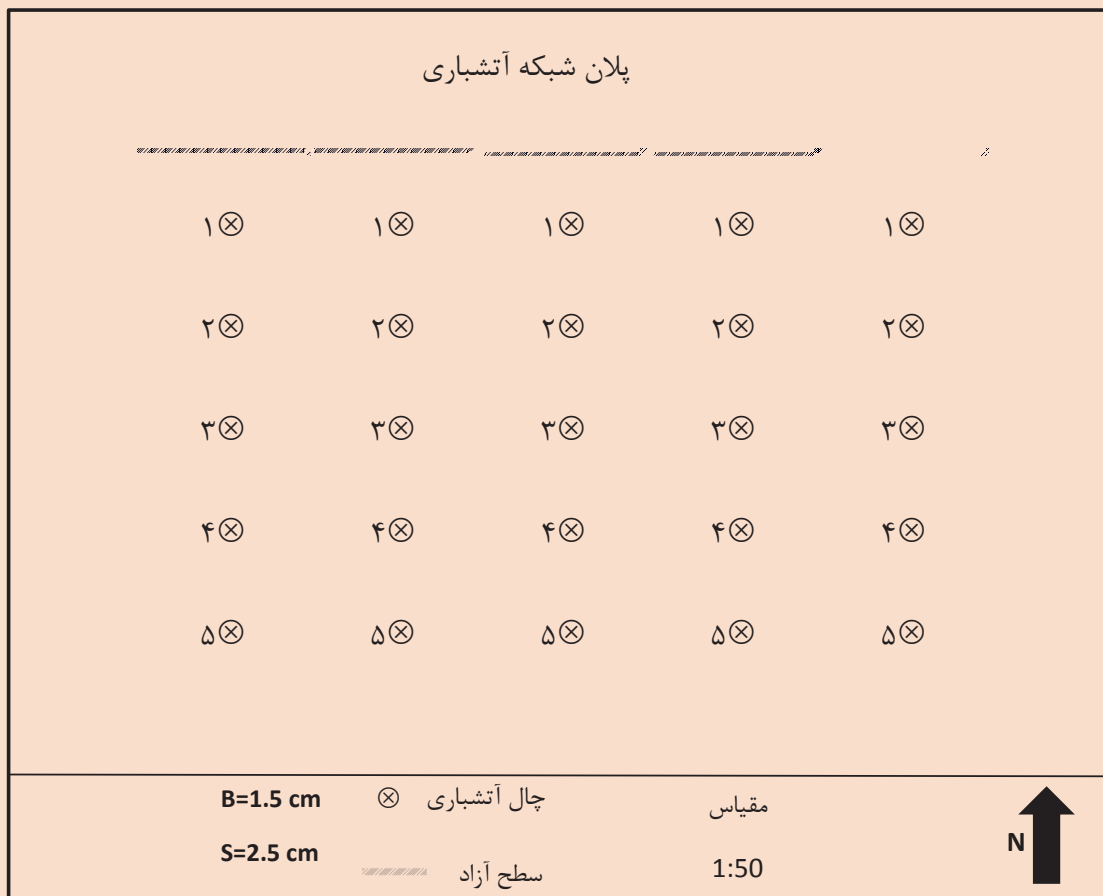 پلان شبکه آتشباری
۱⊗ ۱⊗ ۱⊗ ۱⊗ ۱⊗
۲⊗ ۲⊗ ۲⊗ ۲⊗ ۲⊗
۳⊗ ۳⊗ ۳⊗ ۳⊗ ۳⊗
۴⊗ ۴⊗ ۴⊗ ۴⊗ ۴⊗
۵⊗ ۵⊗ ۵⊗ ۵⊗ ۵⊗
مقیاس
1:50
چال آتشباری ⊗
سطح آزاد
B=1.5 cm
S=2.5 cm
N